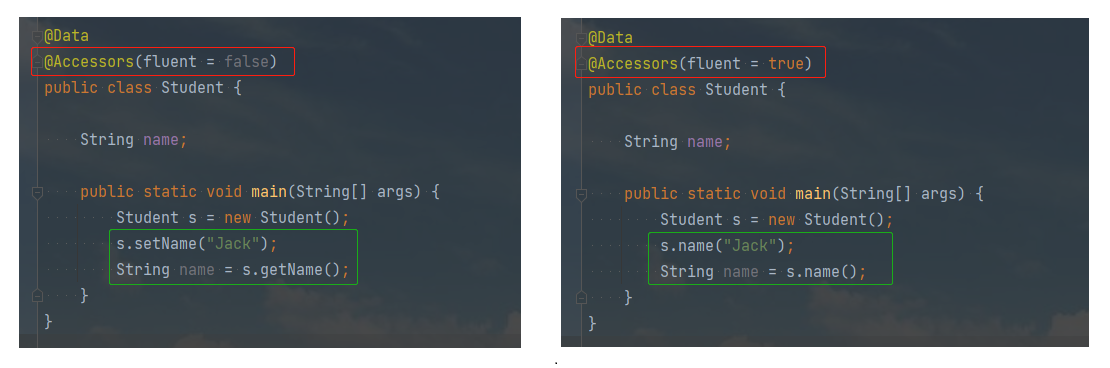 @Data
@Accessors(fluent = false)
public class Student {
String name;
public static void main(String[] args) {
Student s = new Student();
s.setName("Jack");
String name = s.getName();
}
}
@Data
@Accessors(fluent = true)
public class Student {
String name;
public static void main(String[] args) {
Student s = new Student();
s.name("Jack");
String name = s.name();
}
}
.